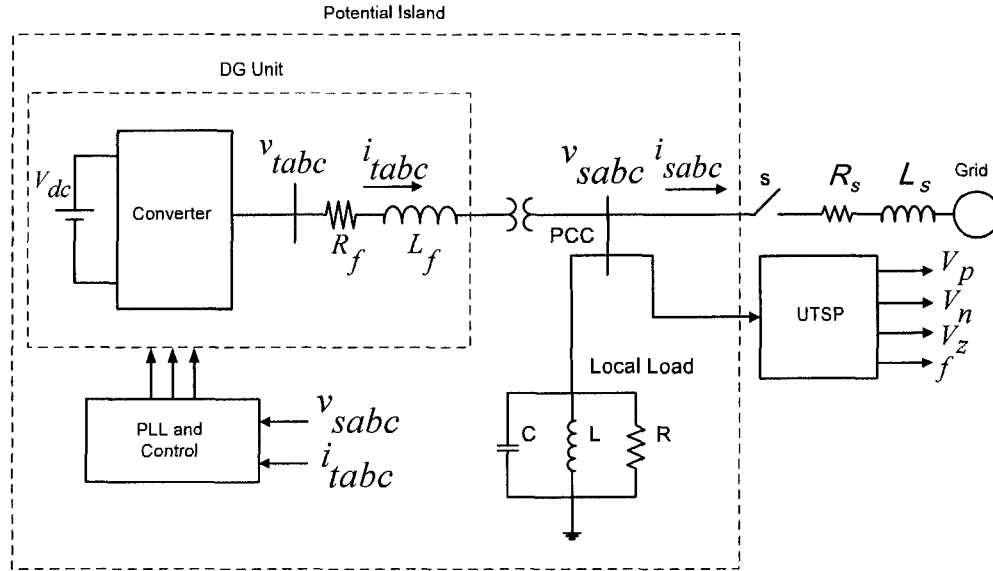 Potential Island
DG Unit
V_dc
Converter
v_tabc
i_tabc
R_f
L_f
v_sabc
i_sabc
PCC
s
R_s
L_s
Grid
UTSP
V_p
V_n
V_z
f
Local Load
C
L
R
PLL and
Control
v_sabc
i_tabc